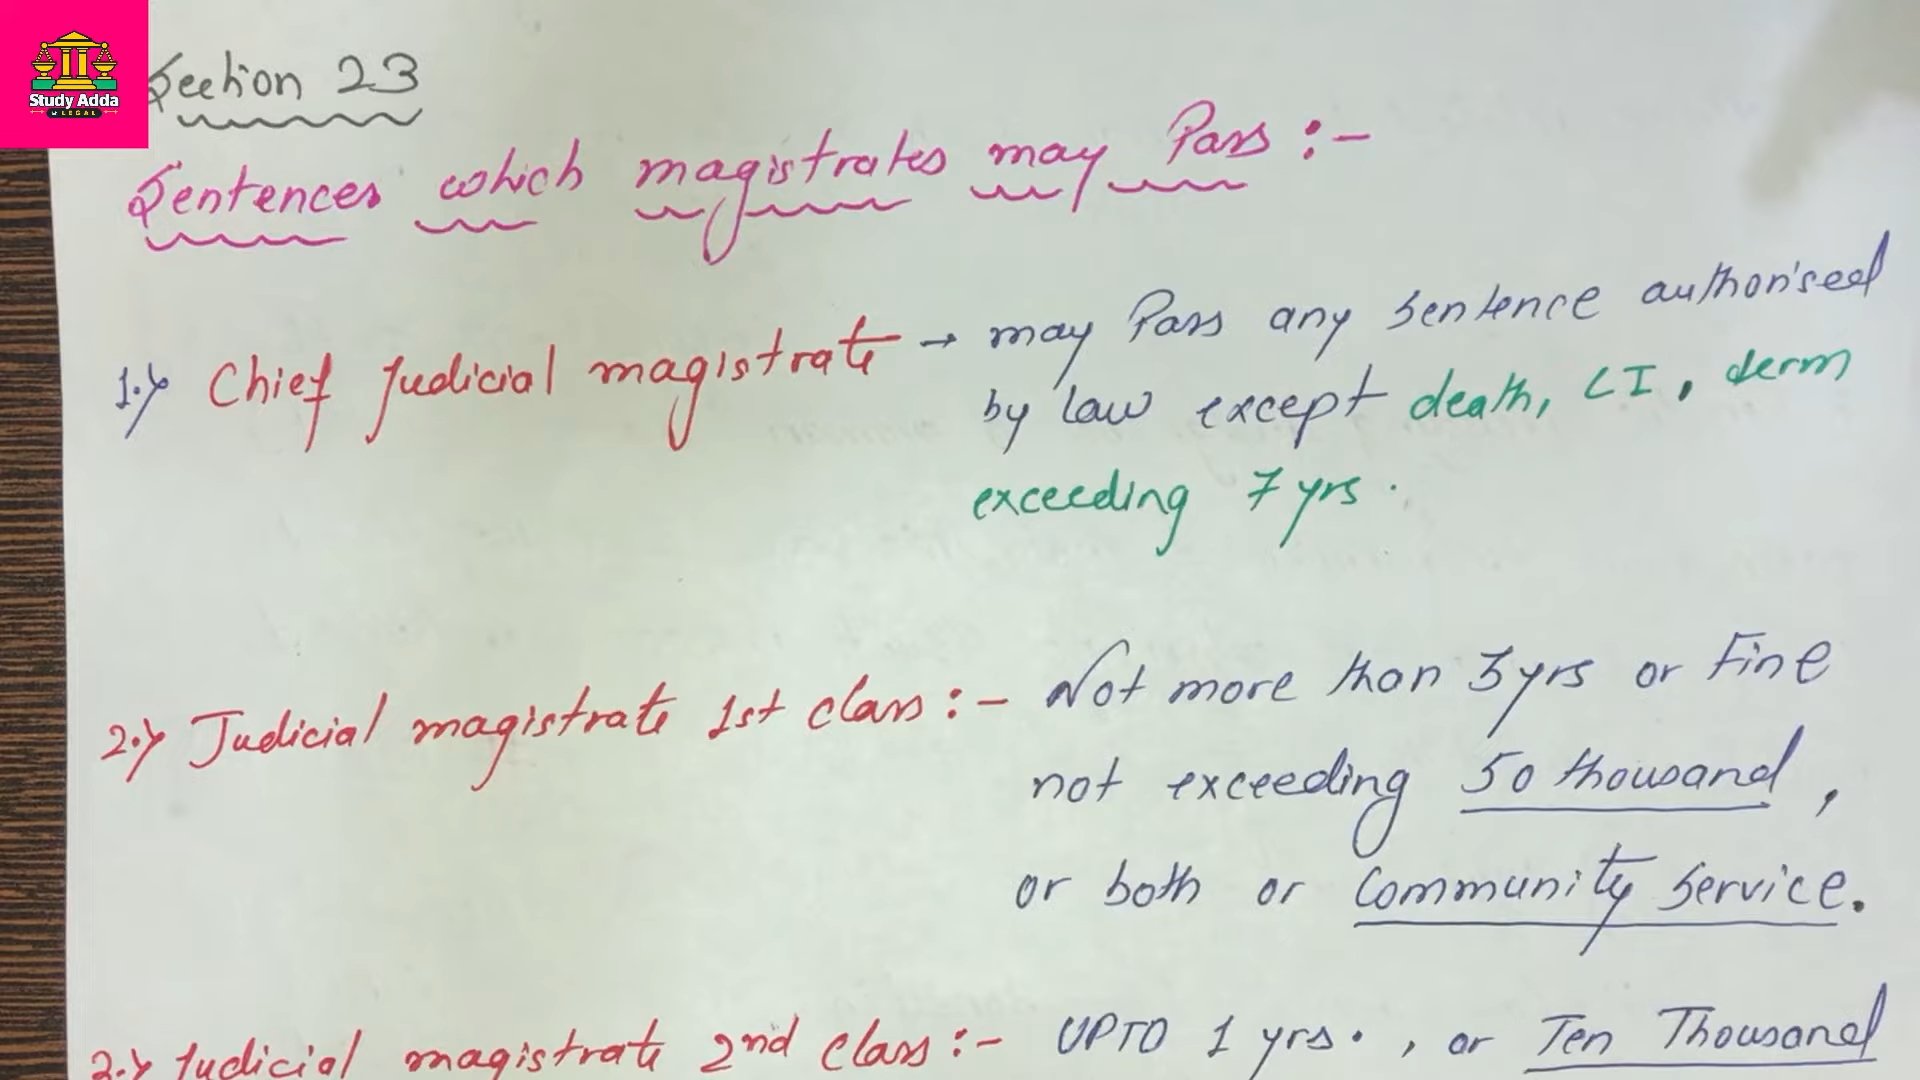 Study Adda
LEGAL
Section 23
Sentences which magistrates may Pass :-
1.) Chief Judicial magistrate → may Pass any sentence authorised
by law except death, LI, term
exceeding 7 yrs.
2.) Judicial magistrate 1st class :- Not more than 3 yrs or Fine
not exceeding 50 thousand,
or both or Community Service.
3.) Judicial magistrate 2nd class :- UPTO 1 yrs. , or Ten Thousand